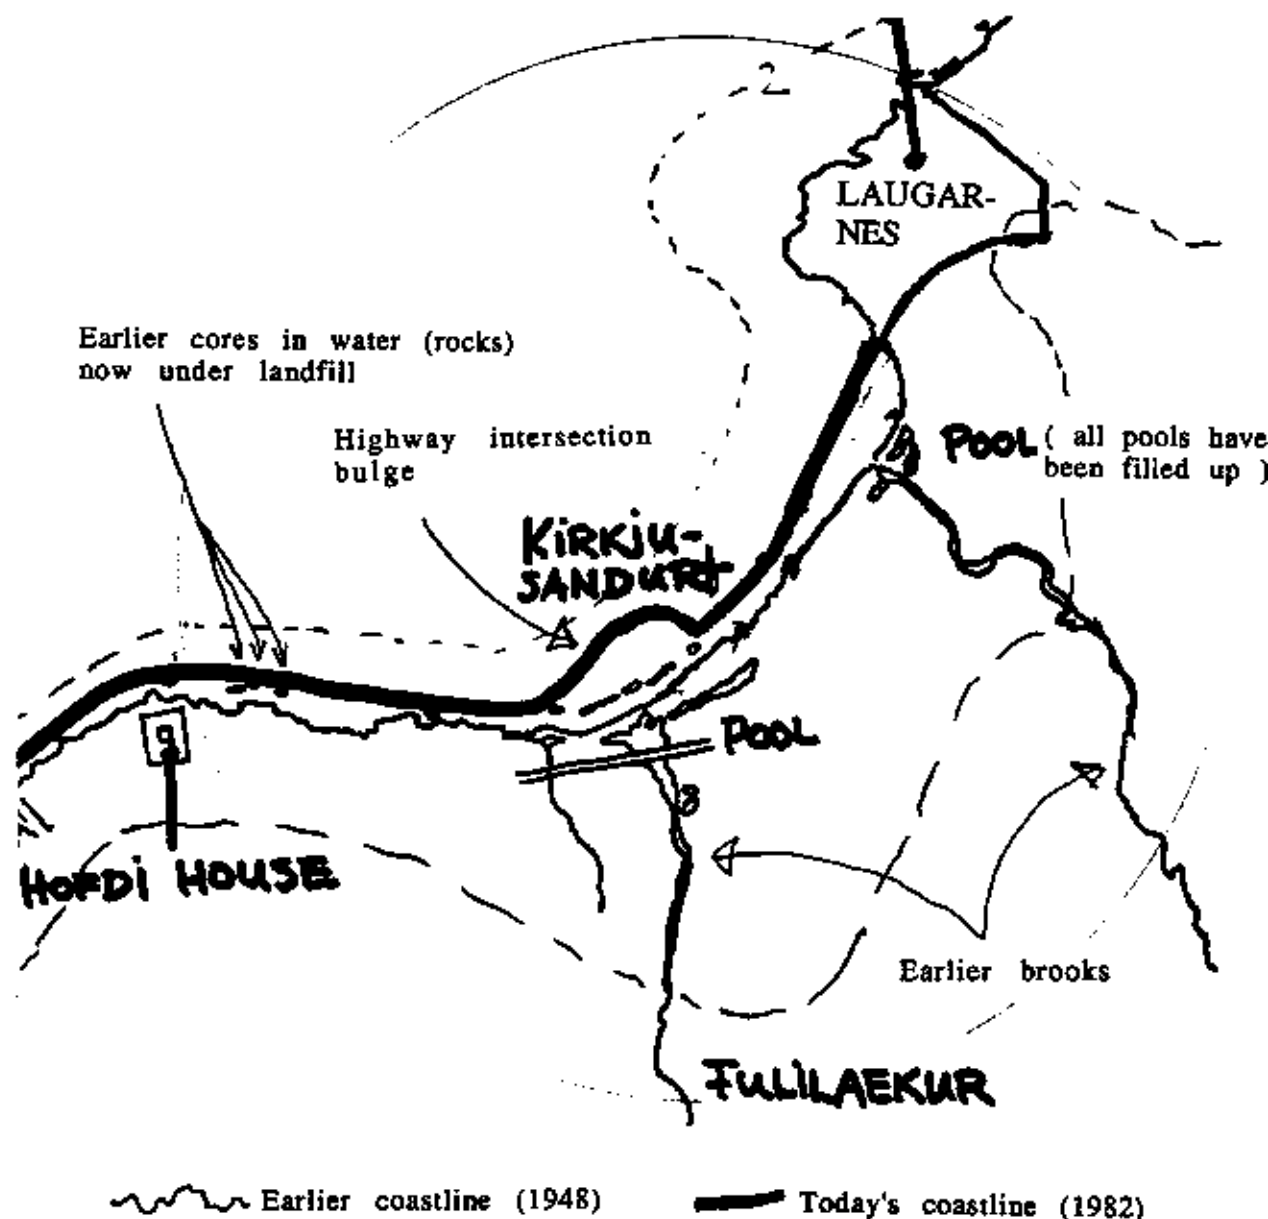 2
LAUGAR-
NES
Earlier cores in water (rocks)
now under landfill
Highway intersection
bulge
POOL ( all pools have
been filled up )
KIRKJU-
SANDUR
POOL
HOFDI HOUSE
Earlier brooks
FULILAEKUR
Earlier coastline (1948)
Today's coastline (1982)